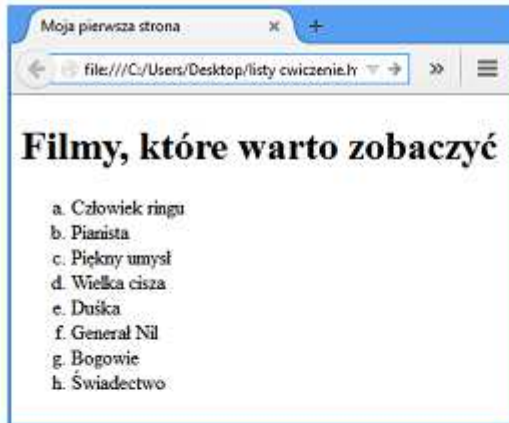 Moja pierwsza strona
file:///C:/Users/Desktop/listy cwiczenie.h
Filmy, które warto zobaczyć
a. Człowiek ringu
b. Pianista
c. Piękny umysł
d. Wielka cisza
e. Duśka
f. Generał Nil
g. Bogowie
h. Świadectwo